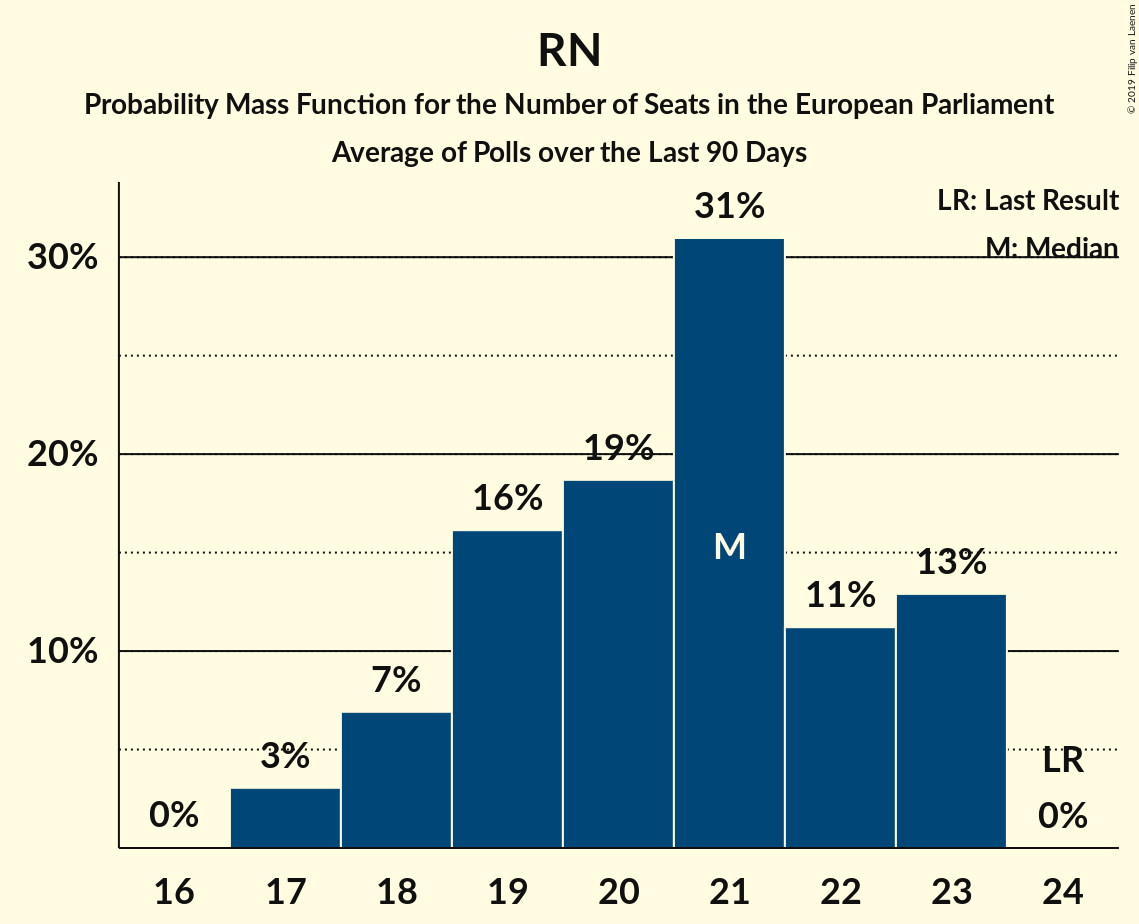 RN
Probability Mass Function for the Number of Seats in the European Parliament
Average of Polls over the Last 90 Days
© 2019 Filip van Laenen
LR: Last Result
M: Median
30%
20%
10%
0%
3%
7%
16%
19%
31%
M
11%
13%
LR
0%
16 17 18 19 20 21 22 23 24